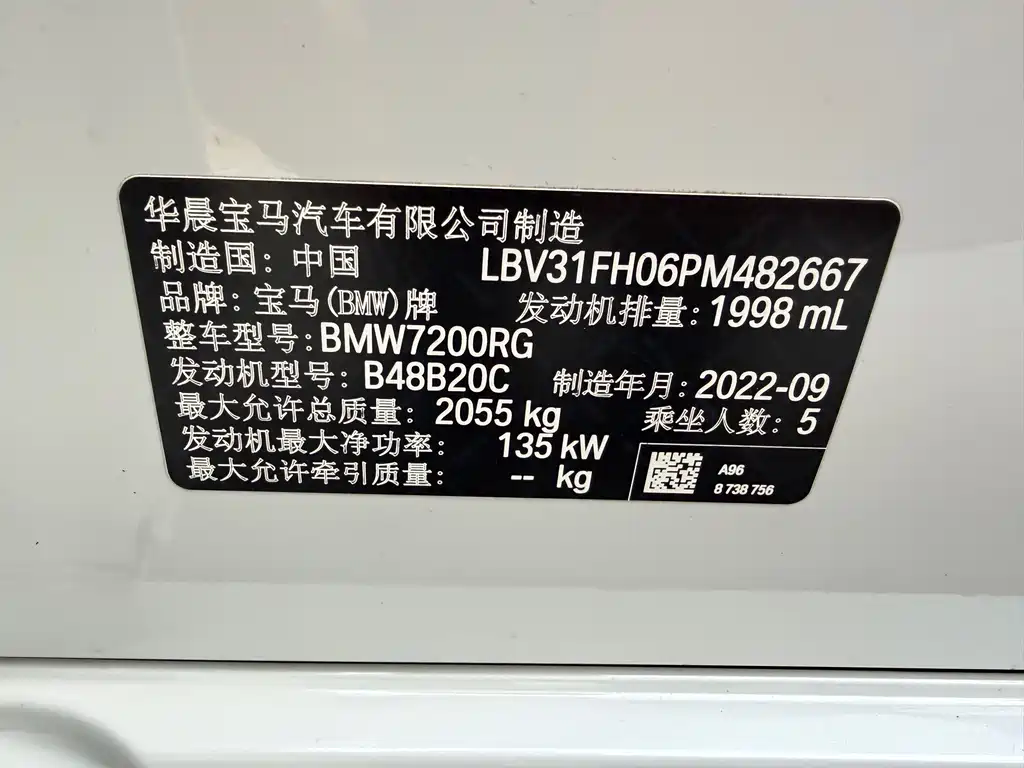 华晨宝马汽车有限公司制造
制造国: 中国 LBV31FH06PM482667
品牌: 宝马(BMW)牌 发动机排量: 1998 mL
整车型号: BMW7200RG
发动机型号: B48B20C 制造年月: 2022-09
最大允许总质量: 2055 kg 乘坐人数: 5
发动机最大净功率: 135 kW
最大允许牵引质量: -- kg
A96
8 738 756